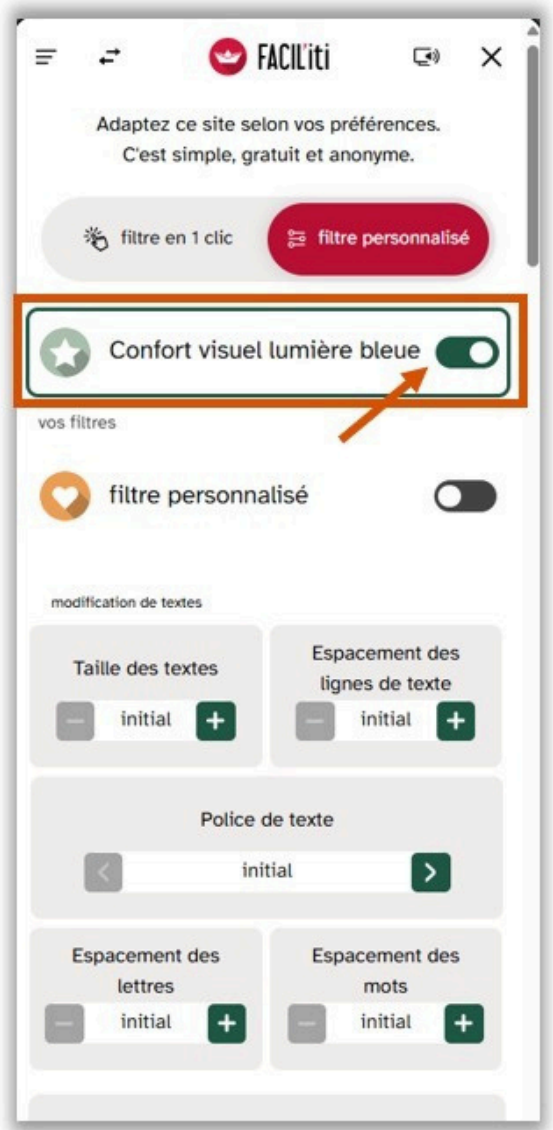 FACIL'iti
Adaptez ce site selon vos préférences.
C'est simple, gratuit et anonyme.
filtre en 1 clic
filtre personnalisé
Confort visuel lumière bleue
vos filtres
filtre personnalisé
modification de textes
Taille des textes
initial
Espacement des
lignes de texte
initial
Police de texte
initial
Espacement des
lettres
initial
Espacement des
mots
initial